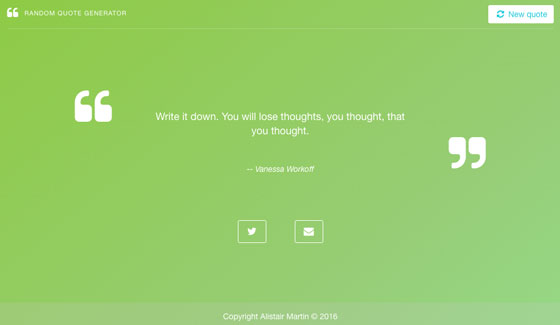 RANDOM QUOTE GENERATOR
New quote
Write it down. You will lose thoughts, you thought, that
you thought.
-- Vanessa Workoff
Copyright Alistair Martin © 2016